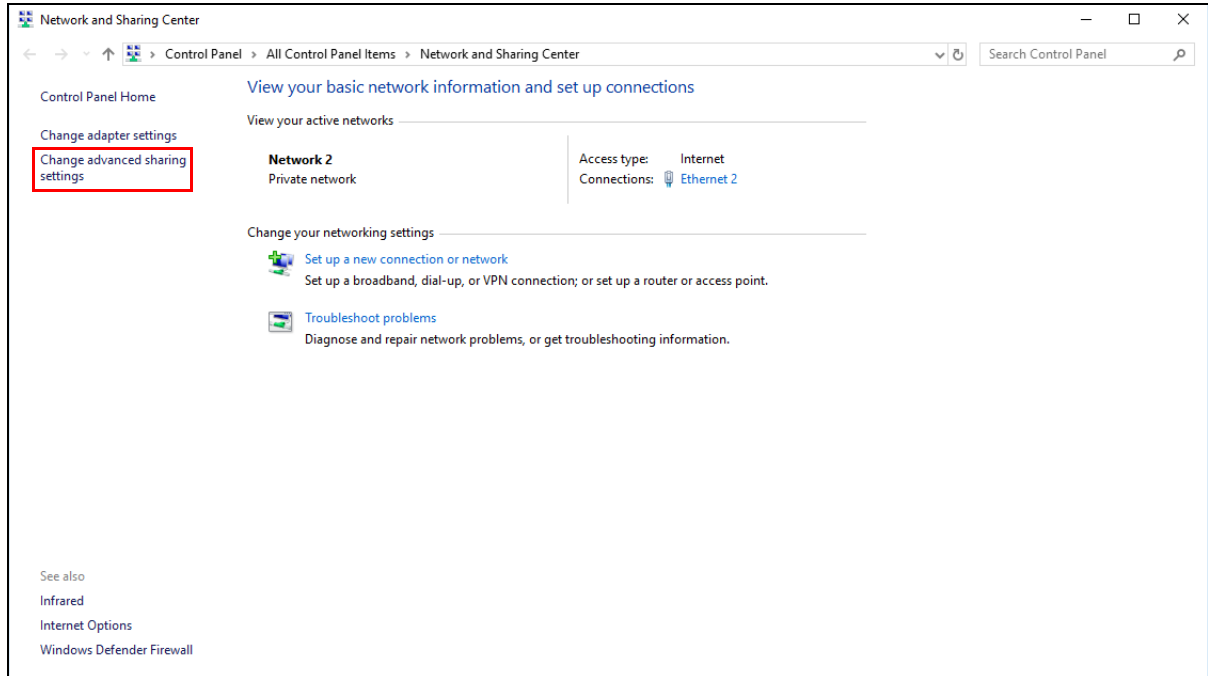 Network and Sharing Center
Control Panel > All Control Panel Items > Network and Sharing Center
Search Control Panel
Control Panel Home
Change adapter settings
Change advanced sharing
settings
View your basic network information and set up connections
View your active networks
Network 2
Private network
Access type: Internet
Connections: Ethernet 2
Change your networking settings
Set up a new connection or network
Set up a broadband, dial-up, or VPN connection; or set up a router or access point.
Troubleshoot problems
Diagnose and repair network problems, or get troubleshooting information.
See also
Infrared
Internet Options
Windows Defender Firewall